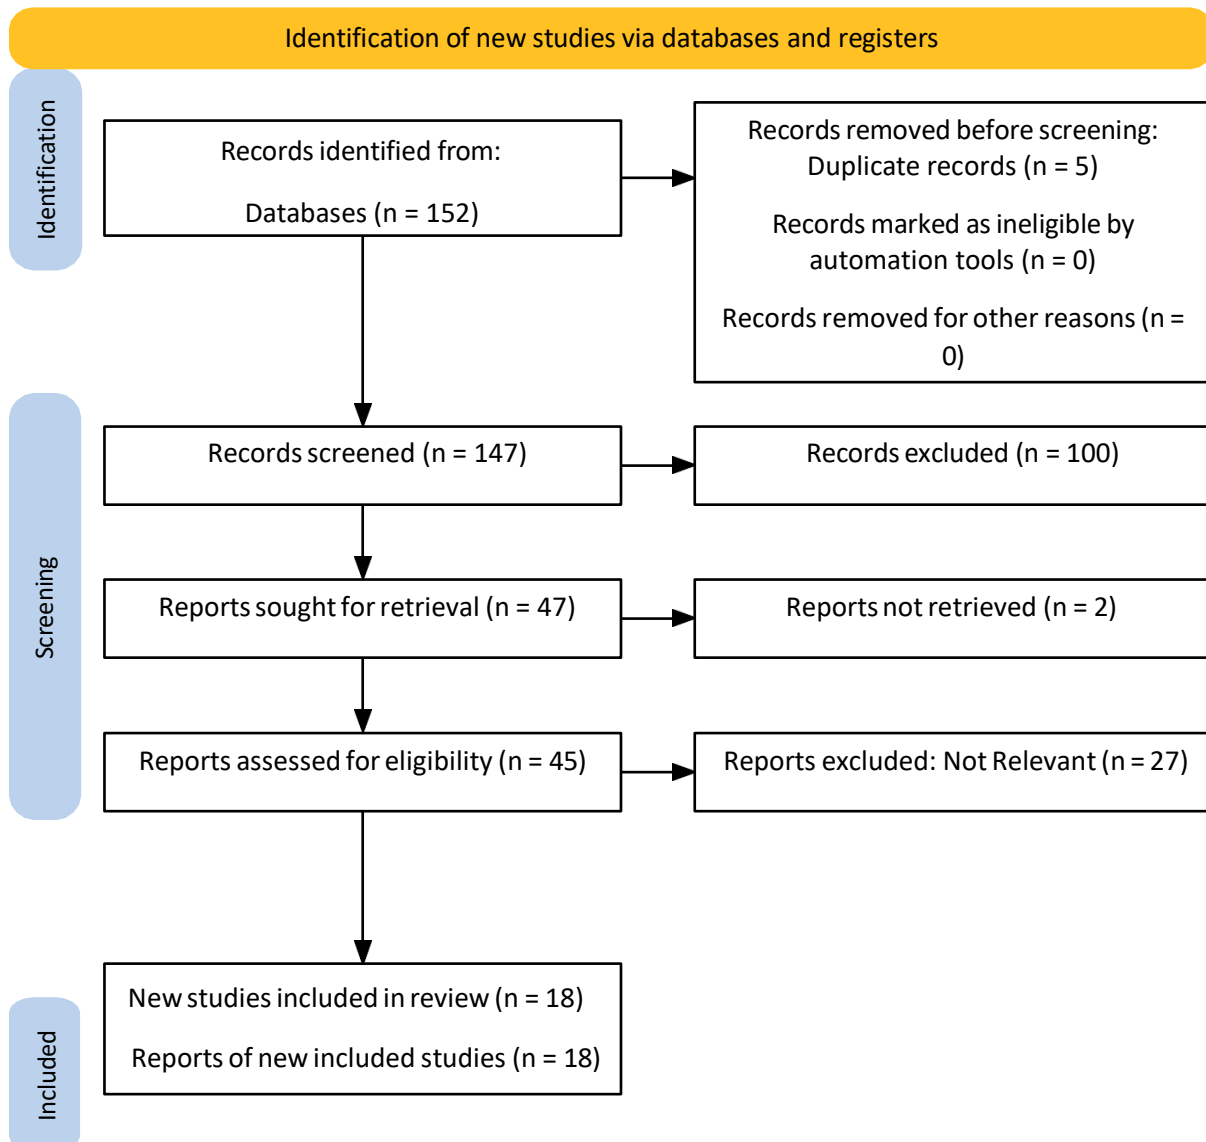 Identification of new studies via databases and registers
Identification
Records identified from:
Databases (n = 152)
Records removed before screening:
Duplicate records (n = 5)
Records marked as ineligible by
automation tools (n = 0)
Records removed for other reasons (n =
0)
Screening
Records screened (n = 147)
Records excluded (n = 100)
Reports sought for retrieval (n = 47)
Reports not retrieved (n = 2)
Reports assessed for eligibility (n = 45)
Reports excluded: Not Relevant (n = 27)
Included
New studies included in review (n = 18)
Reports of new included studies (n = 18)